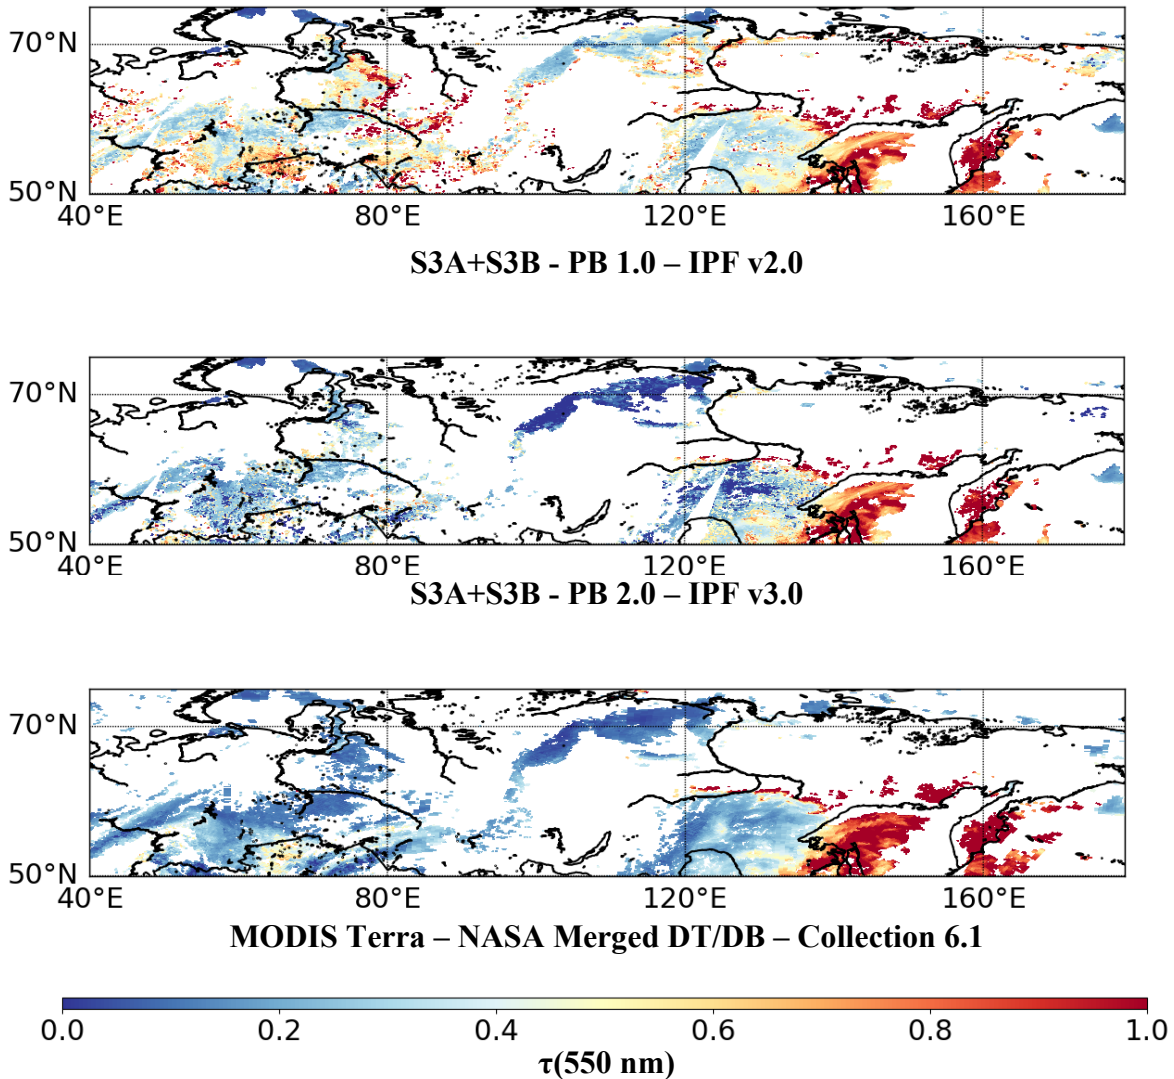 70°N
50°N
40°E 80°E 120°E 160°E
S3A+S3B - PB 1.0 – IPF v2.0
70°N
50°N
40°E 80°E 120°E 160°E
S3A+S3B - PB 2.0 – IPF v3.0
70°N
50°N
40°E 80°E 120°E 160°E
MODIS Terra – NASA Merged DT/DB – Collection 6.1
0.0 0.2 0.4 0.6 0.8 1.0
τ(550 nm)